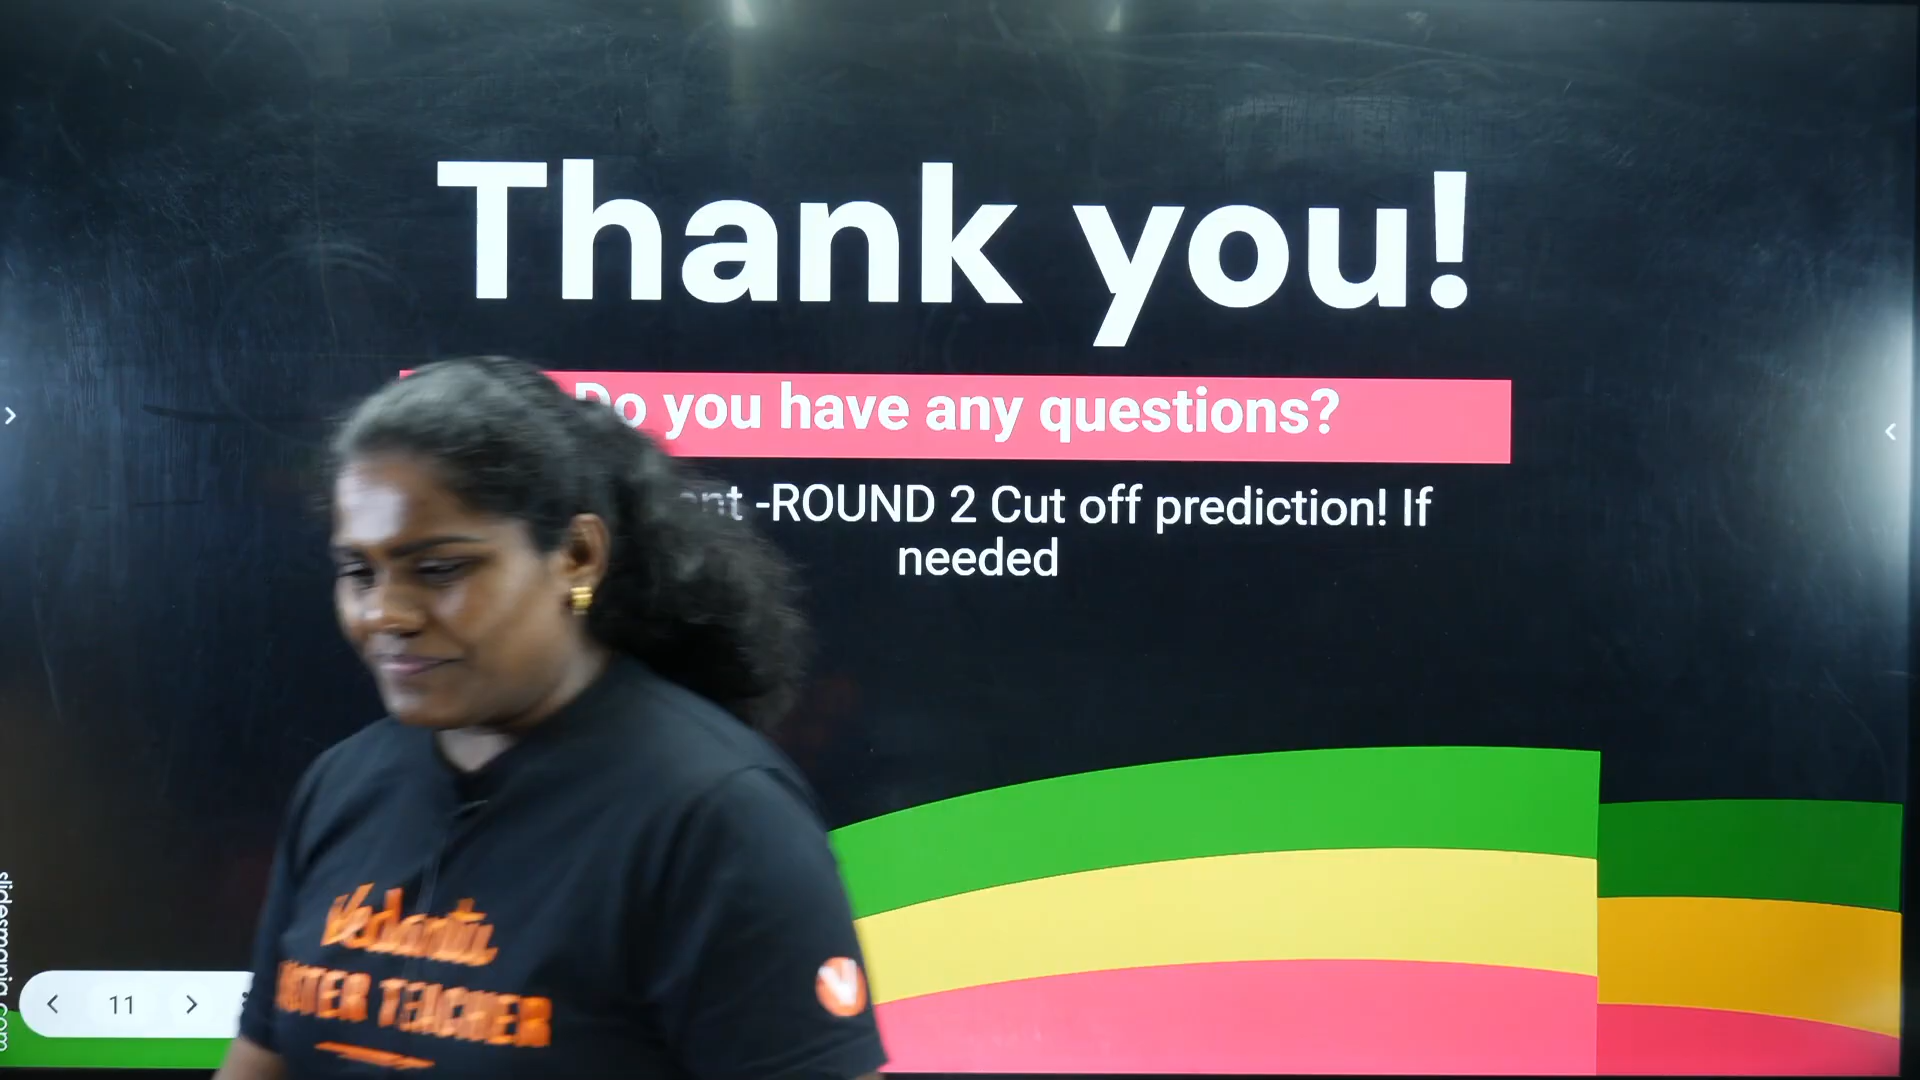 Thank you!
Do you have any questions?
-ROUND 2 Cut off prediction! If
needed
slidesmania.com
11
Vedantu
TEACHER